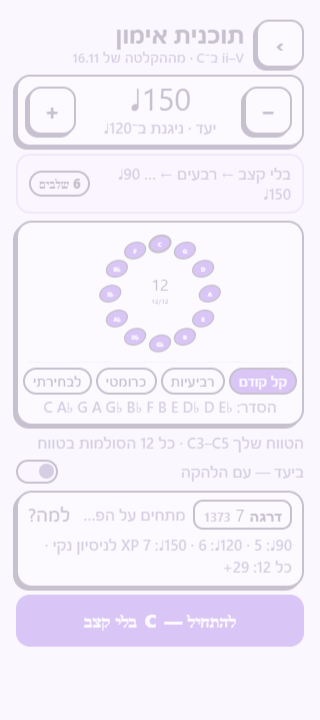 תוכנית אימון
ii–V ב־C · מההקלטה של 16.11
♩150
יעד · ניגנת ב־120♩
בלי קצב ← רבעים ← ... 90♩
150♩
6 שלבים
C
G
D
A
E
B♭
F
12
קל קודם
רביעיות
כרומטי
לבחירתי
הסדר: C A♭ G A G♭ B♭ F B E D♭ D E♭
הטווח שלך C3–C5 · כל 12 הסולמות בטווח
ביעד — עם הלהקה
דרגה 7 1373
מתחים על הפ...
למה?
90♩: 5 · 120♩: 6 · 150♩: 7 XP לניסיון נקי ·
כל 12: 29+
להתחיל — C בלי קצב